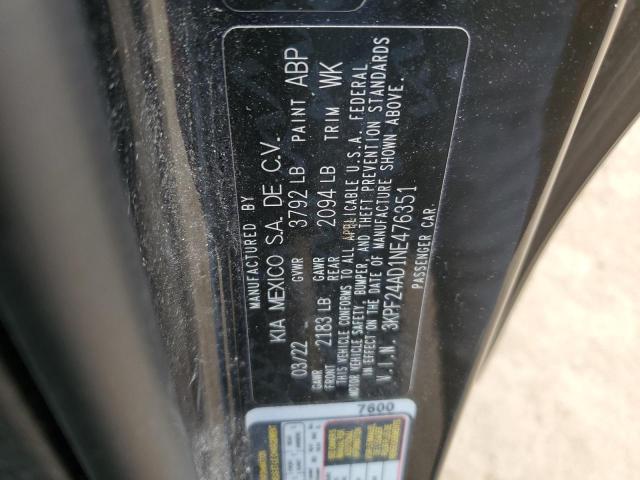 MANUFACTURED BY
KIA MEXICO S.A. DE C.V.
03/22 GVWR 3792 LB PAINT ABP
GAWR FRONT 2183 LB GAWR REAR 2094 LB TRIM WK
THIS VEHICLE CONFORMS TO ALL APPLICABLE U.S.A. FEDERAL
MOTOR VEHICLE SAFETY, BUMPER, AND THEFT PREVENTION STANDARDS
IN EFFECT ON THE DATE OF MANUFACTURE SHOWN ABOVE.
V.I.N. 3KPF24AD1NE476351
PASSENGER CAR.
7600